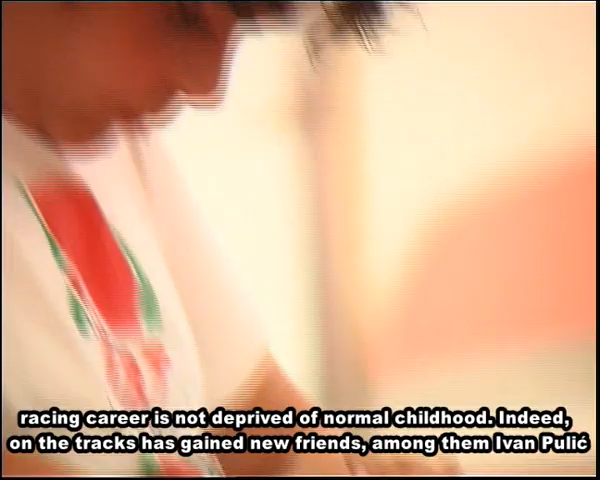 racing career is not deprived of normal childhood. Indeed,
on the tracks has gained new friends, among them Ivan Pulić